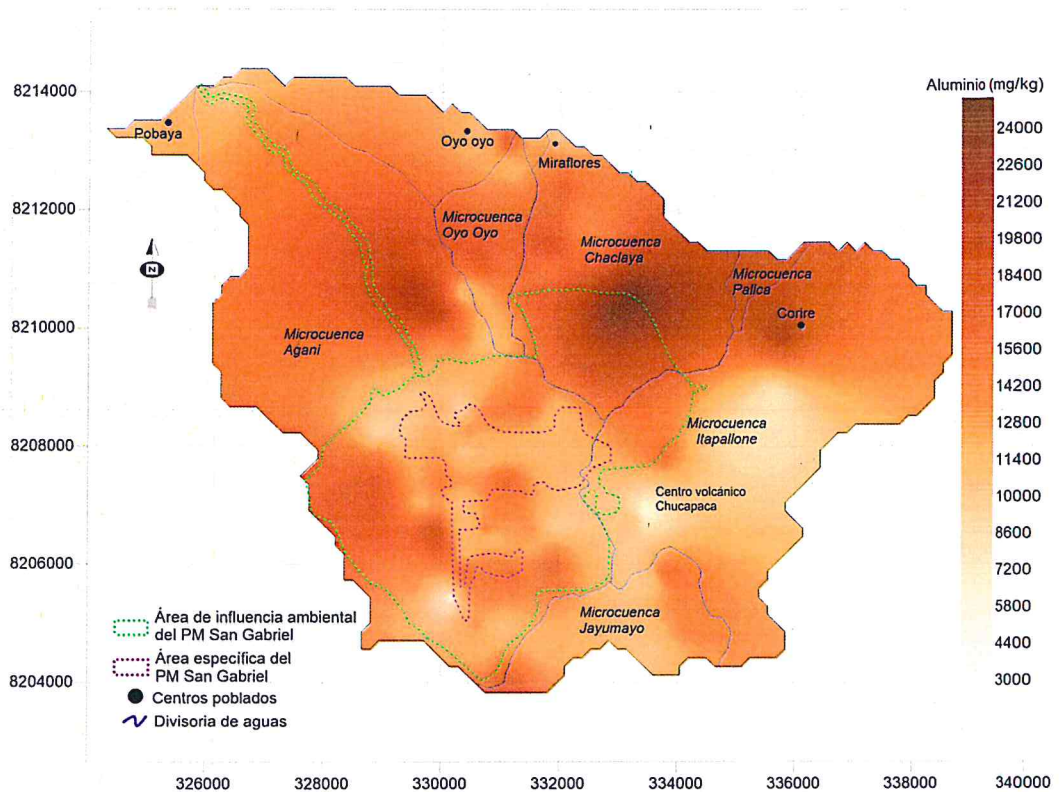 Aluminio (mg/kg)
24000
22600
21200
19800
18400
17000
15600
14200
12800
11400
10000
8600
7200
5800
4400
3000
8214000
8212000
8210000
8208000
8206000
8204000
Pobaya
Oyo oyo
Miraflores
Microcuenca
Oyo Oyo
Microcuenca
Chaclaya
Microcuenca
Pallca
Corire
N
Microcuenca
Agani
Microcuenca
Itapallone
Centro volcánico
Chucapaca
Microcuenca
Jayumayo
Área de influencia ambiental
del PM San Gabriel
Área específica del
PM San Gabriel
Centros poblados
Divisoria de aguas
326000 328000 330000 332000 334000 336000 338000 340000